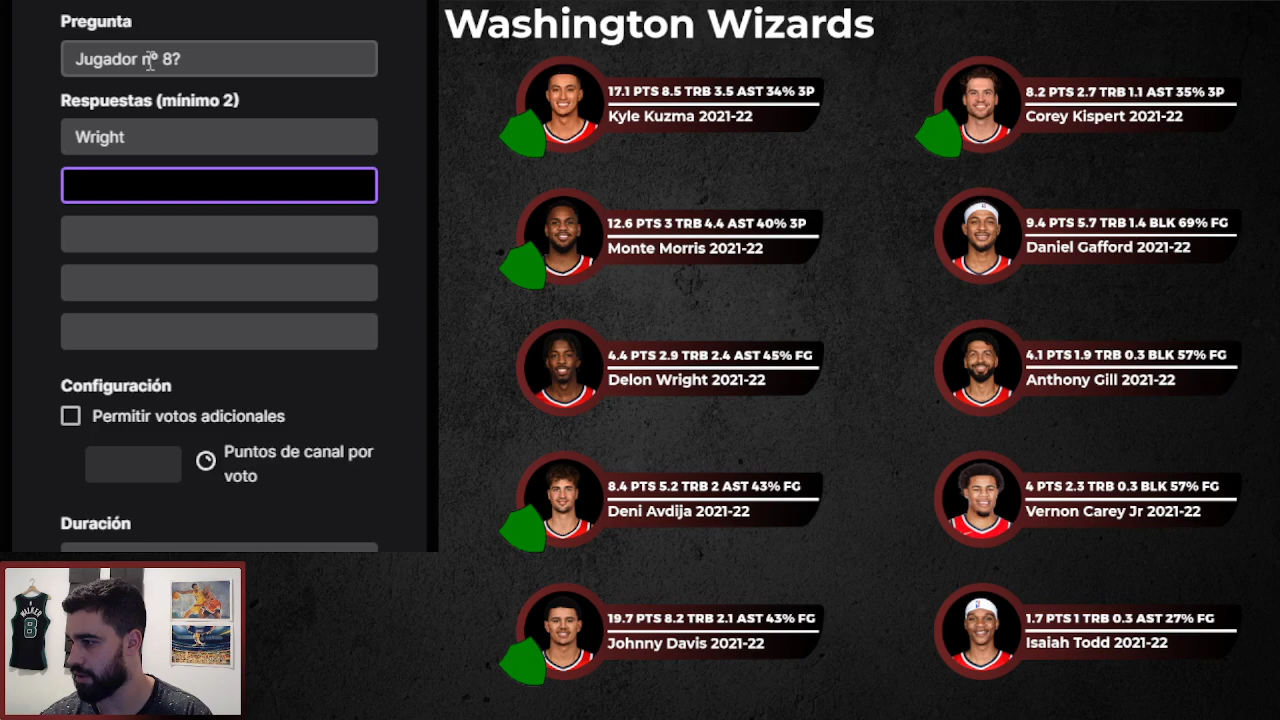 Pregunta
Jugador nº 8?
Respuestas (mínimo 2)
Wright
Configuración
Permitir votos adicionales
Puntos de canal por
voto
Duración
Washington Wizards
17.1 PTS 8.5 TRB 3.5 AST 34% 3P
Kyle Kuzma 2021-22
12.6 PTS 3 TRB 4.4 AST 40% 3P
Monte Morris 2021-22
4.4 PTS 2.9 TRB 2.4 AST 45% FG
Delon Wright 2021-22
8.4 PTS 5.2 TRB 2 AST 43% FG
Deni Avdija 2021-22
19.7 PTS 8.2 TRB 2.1 AST 43% FG
Johnny Davis 2021-22
8.2 PTS 2.7 TRB 1.1 AST 35% 3P
Corey Kispert 2021-22
9.4 PTS 5.7 TRB 1.4 BLK 69% FG
Daniel Gafford 2021-22
4.1 PTS 1.9 TRB 0.3 BLK 57% FG
Anthony Gill 2021-22
4 PTS 2.3 TRB 0.3 BLK 57% FG
Vernon Carey Jr 2021-22
1.7 PTS 1 TRB 0.3 AST 27% FG
Isaiah Todd 2021-22
WALKER
8